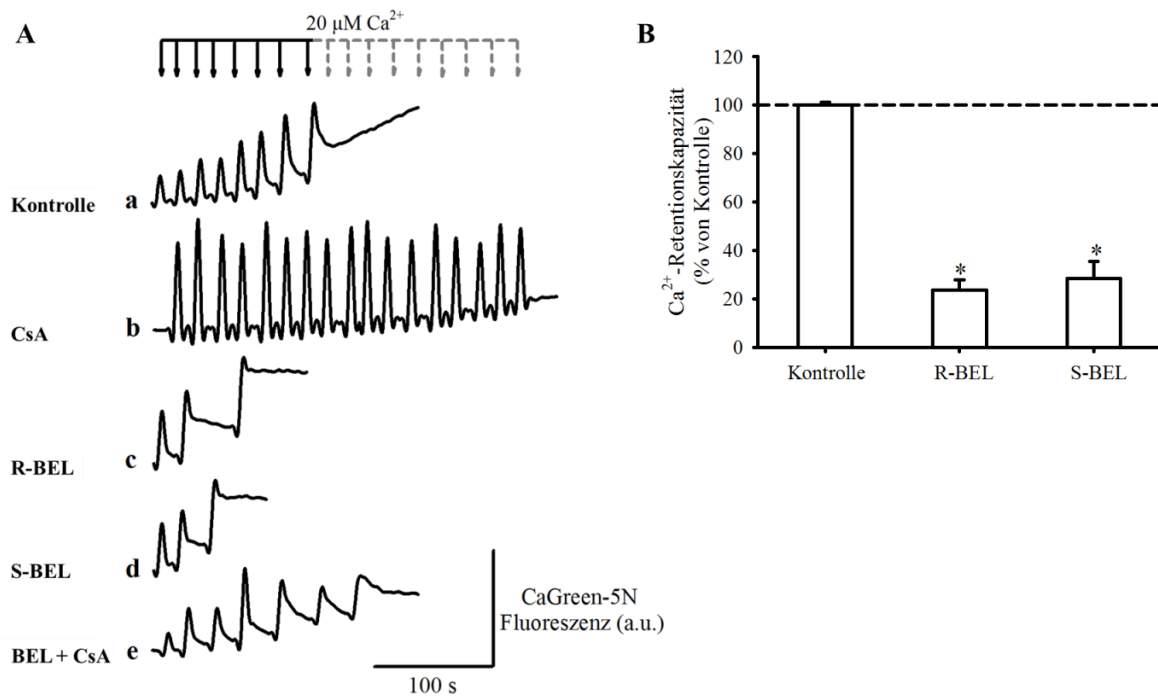 A
20 µM Ca²⁺
Kontrolle
a
CsA
b
R-BEL
c
S-BEL
d
BEL + CsA
e
CaGreen-5N
Fluoreszenz (a.u.)
100 s
B
Ca²⁺-Retentionskapazität
(% von Kontrolle)
120
100
80
60
40
20
0
*
*
Kontrolle
R-BEL
S-BEL